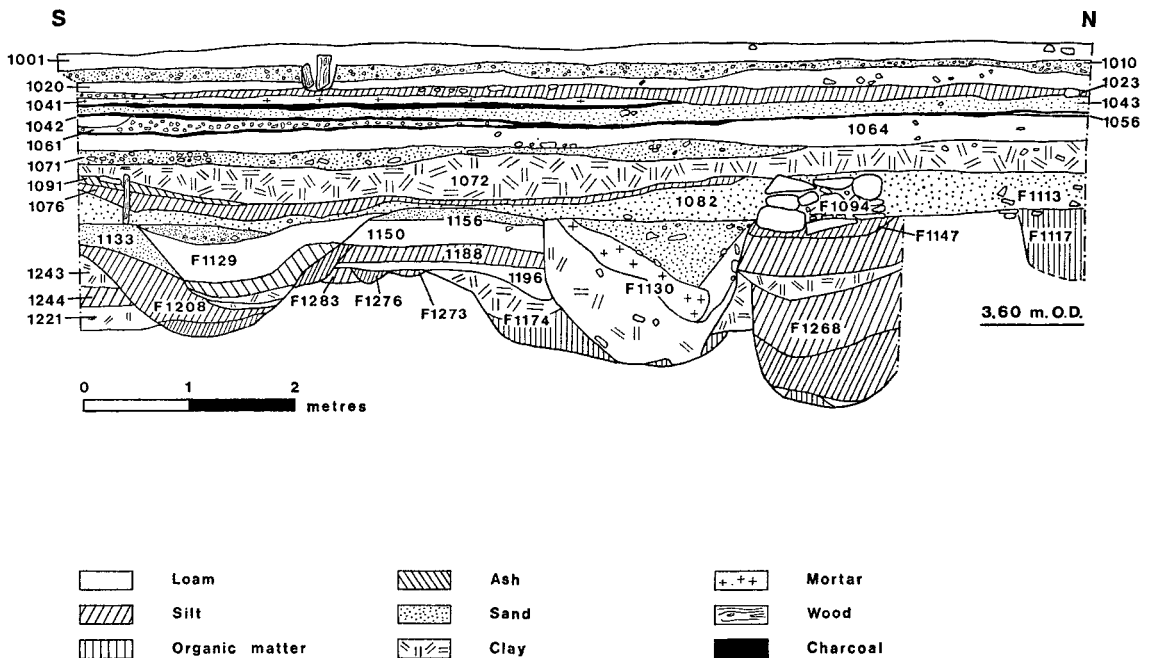 S N
1001
1010
1020
1023
1041
1043
1042
1056
1061
1064
1071
1072
1091
1076
F1094
F1113
1082
1156
1133
1150
F1147
F1117
F1129
1188
1243
1196
F1130
1244
F1208
F1283
F1276
1221
F1273
F1174
F1268
3.60 m.O.D.
0 1 2
metres
Loam Ash Mortar
Silt Sand Wood
Organic matter Clay Charcoal